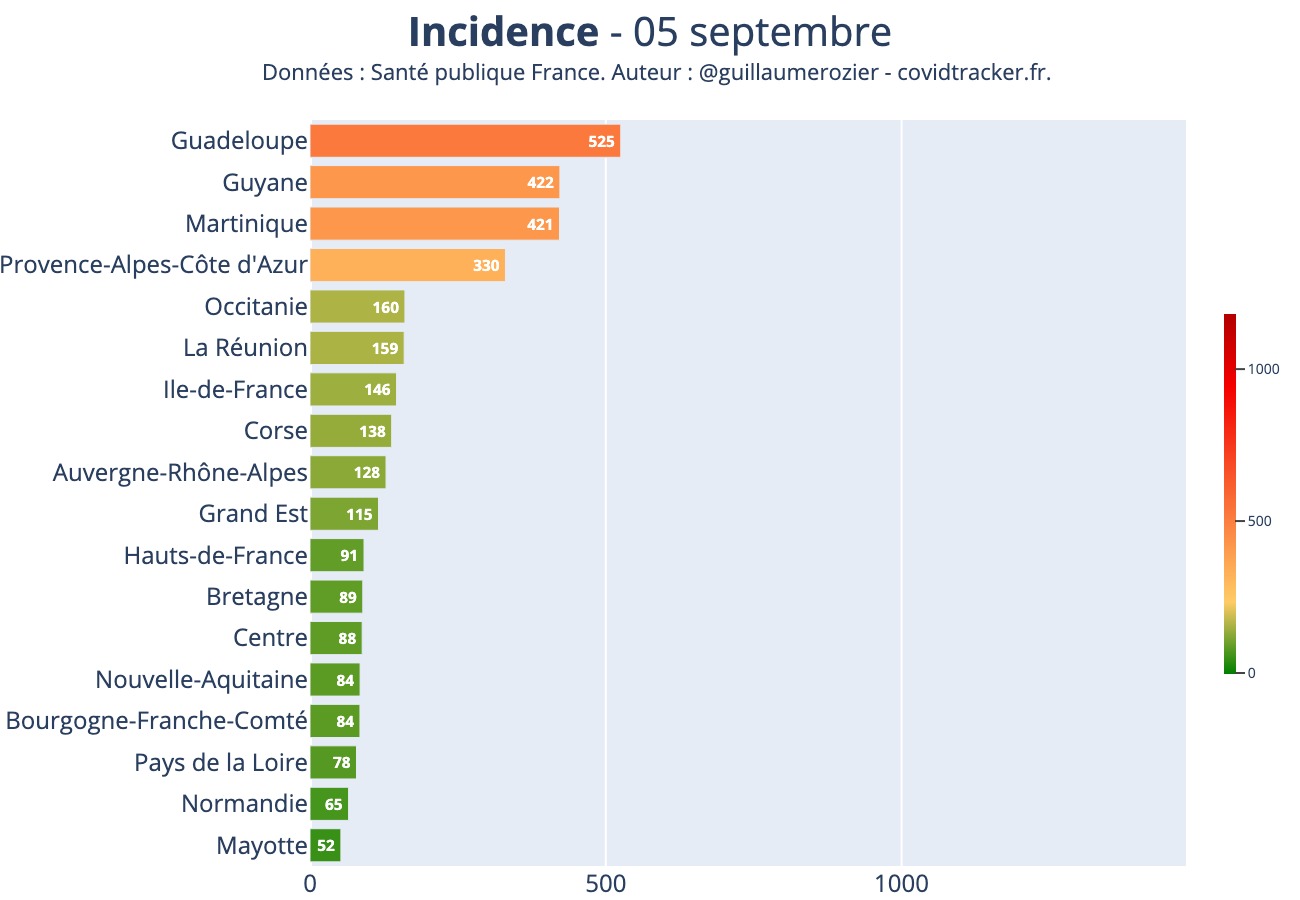 Incidence - 05 septembre
Données : Santé publique France. Auteur : @guillaumerozier - covidtracker.fr.
Guadeloupe 525
Guyane 422
Martinique 421
Provence-Alpes-Côte d'Azur 330
Occitanie 160
La Réunion 159
Ile-de-France 146
Corse 138
Auvergne-Rhône-Alpes 128
Grand Est 115
Hauts-de-France 91
Bretagne 89
Centre 88
Nouvelle-Aquitaine 84
Bourgogne-Franche-Comté 84
Pays de la Loire 78
Normandie 65
Mayotte 52
0 500 1000
1000
500
0